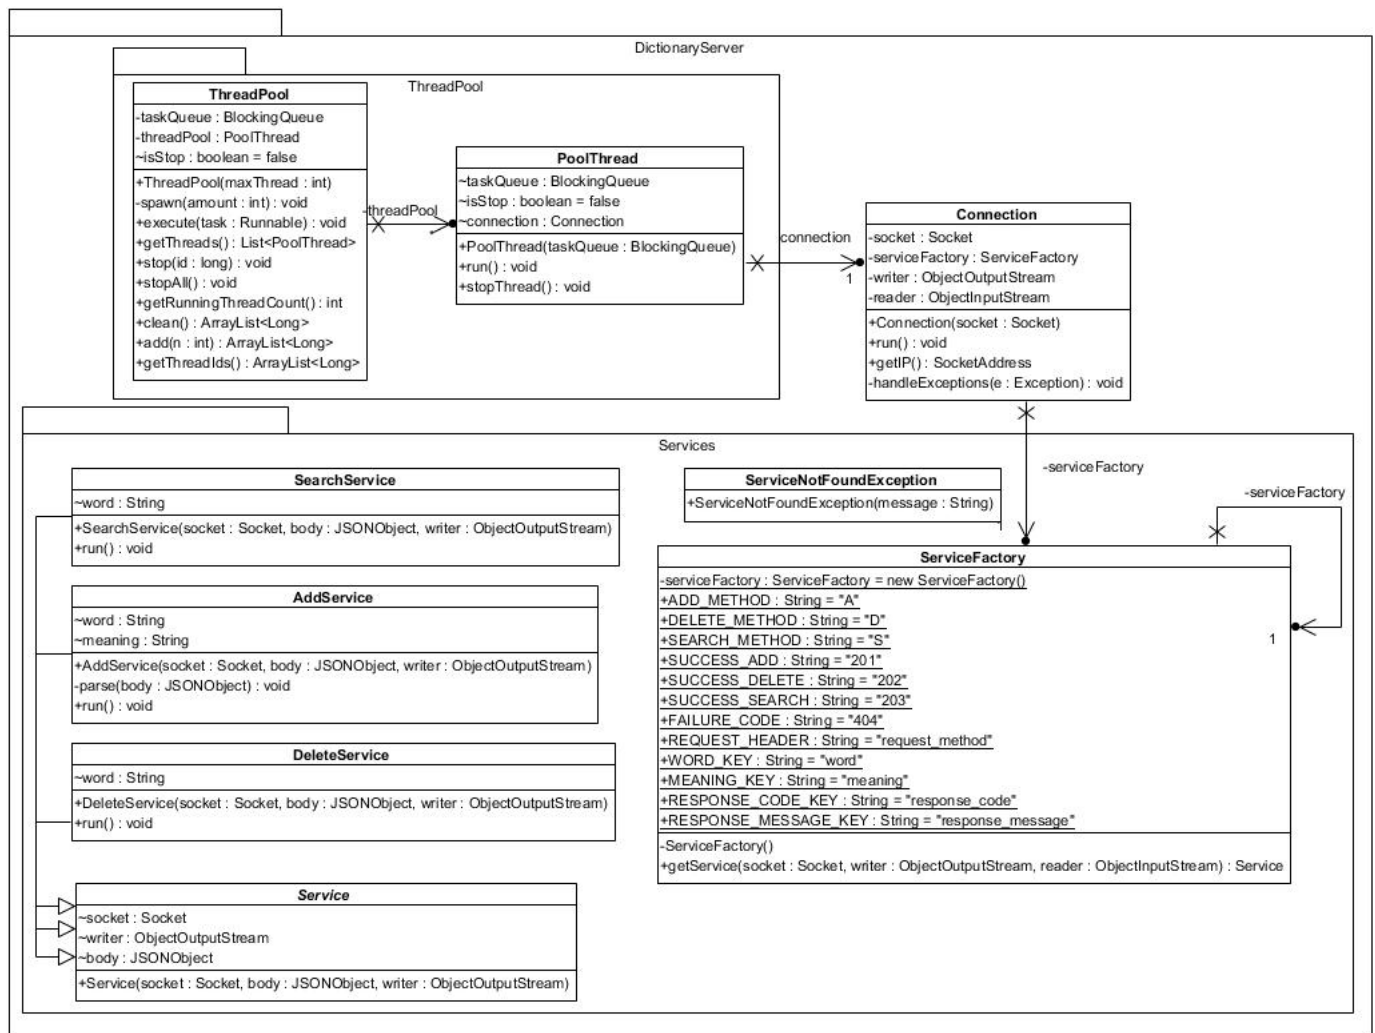 DictionaryServer
ThreadPool
ThreadPool
-taskQueue : BlockingQueue
-threadPool : PoolThread
~isStop : boolean = false
+ThreadPool(maxThread : int)
-spawn(amount : int) : void
+execute(task : Runnable) : void
+getThreads() : List<PoolThread>
+stop(id : long) : void
+stopAll() : void
+getRunningThreadCount() : int
+clean() : ArrayList<Long>
+add(n : int) : ArrayList<Long>
+getThreadIds() : ArrayList<Long>
-threadPool
PoolThread
~taskQueue : BlockingQueue
~isStop : boolean = false
~connection : Connection
+PoolThread(taskQueue : BlockingQueue)
+run() : void
+stopThread() : void
connection
1
Connection
-socket : Socket
-serviceFactory : ServiceFactory
-writer : ObjectOutputStream
-reader : ObjectInputStream
+Connection(socket : Socket)
+run() : void
+getIP() : SocketAddress
-handleExceptions(e : Exception) : void
-serviceFactory
Services
SearchService
~word : String
+SearchService(socket : Socket, body : JSONObject, writer : ObjectOutputStream)
+run() : void
AddService
~word : String
~meaning : String
+AddService(socket : Socket, body : JSONObject, writer : ObjectOutputStream)
-parse(body : JSONObject) : void
+run() : void
DeleteService
~word : String
+DeleteService(socket : Socket, body : JSONObject, writer : ObjectOutputStream)
+run() : void
Service
~socket : Socket
~writer : ObjectOutputStream
~body : JSONObject
+Service(socket : Socket, body : JSONObject, writer : ObjectOutputStream)
ServiceNotFoundException
+ServiceNotFoundException(message : String)
-serviceFactory
1
ServiceFactory
-serviceFactory : ServiceFactory = new ServiceFactory()
+ADD_METHOD : String = "A"
+DELETE_METHOD : String = "D"
+SEARCH_METHOD : String = "S"
+SUCCESS_ADD : String = "201"
+SUCCESS_DELETE : String = "202"
+SUCCESS_SEARCH : String = "203"
+FAILURE_CODE : String = "404"
+REQUEST_HEADER : String = "request_method"
+WORD_KEY : String = "word"
+MEANING_KEY : String = "meaning"
+RESPONSE_CODE_KEY : String = "response_code"
+RESPONSE_MESSAGE_KEY : String = "response_message"
-ServiceFactory()
+getService(socket : Socket, writer : ObjectOutputStream, reader : ObjectInputStream) : Service